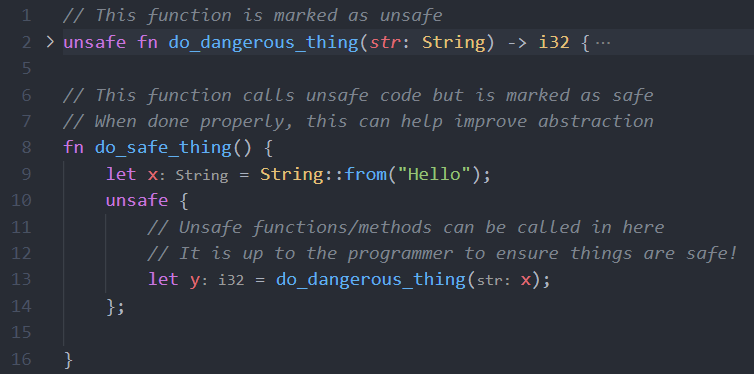 1 // This function is marked as unsafe
2 > unsafe fn do_dangerous_thing(str: String) -> i32 {···
5
6 // This function calls unsafe code but is marked as safe
7 // When done properly, this can help improve abstraction
8 fn do_safe_thing() {
9 let x: String = String::from("Hello");
10 unsafe {
11 // Unsafe functions/methods can be called in here
12 // It is up to the programmer to ensure things are safe!
13 let y: i32 = do_dangerous_thing(str: x);
14 };
15
16 }